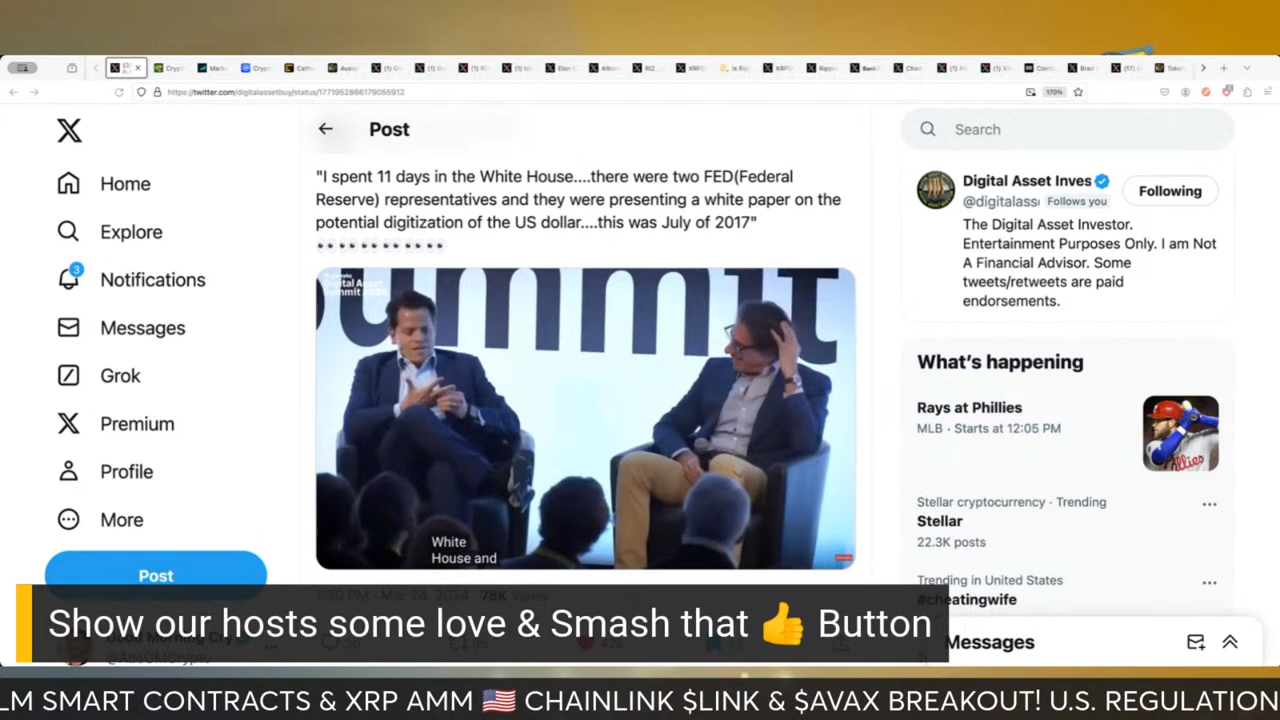 https://twitter.com/digitalassetbuy/status/1771952866179055912
170%
Post
Search
Home
Explore
3
Notifications
Messages
Grok
Premium
Profile
More
Post
"I spent 11 days in the White House....there were two FED(Federal
Reserve) representatives and they were presenting a white paper on the
potential digitization of the US dollar....this was July of 2017"
Digital Asset
Summit
summit
White
House and
Digital Asset Inves
Following
@digitalass
Follows you
The Digital Asset Investor.
Entertainment Purposes Only. I am Not
A Financial Advisor. Some
tweets/retweets are paid
endorsements.
What's happening
Rays at Phillies
MLB · Starts at 12:05 PM
Phillies
Stellar cryptocurrency · Trending
Stellar
22.3K posts
Trending in United States
#cheatingwife
Messages
1:30 PM · Mar 24, 2024 · 78K Views
Show our hosts some love & Smash that 👍 Button
LM SMART CONTRACTS & XRP AMM 🇺🇸 CHAINLINK $LINK & $AVAX BREAKOUT! U.S. REGULATION